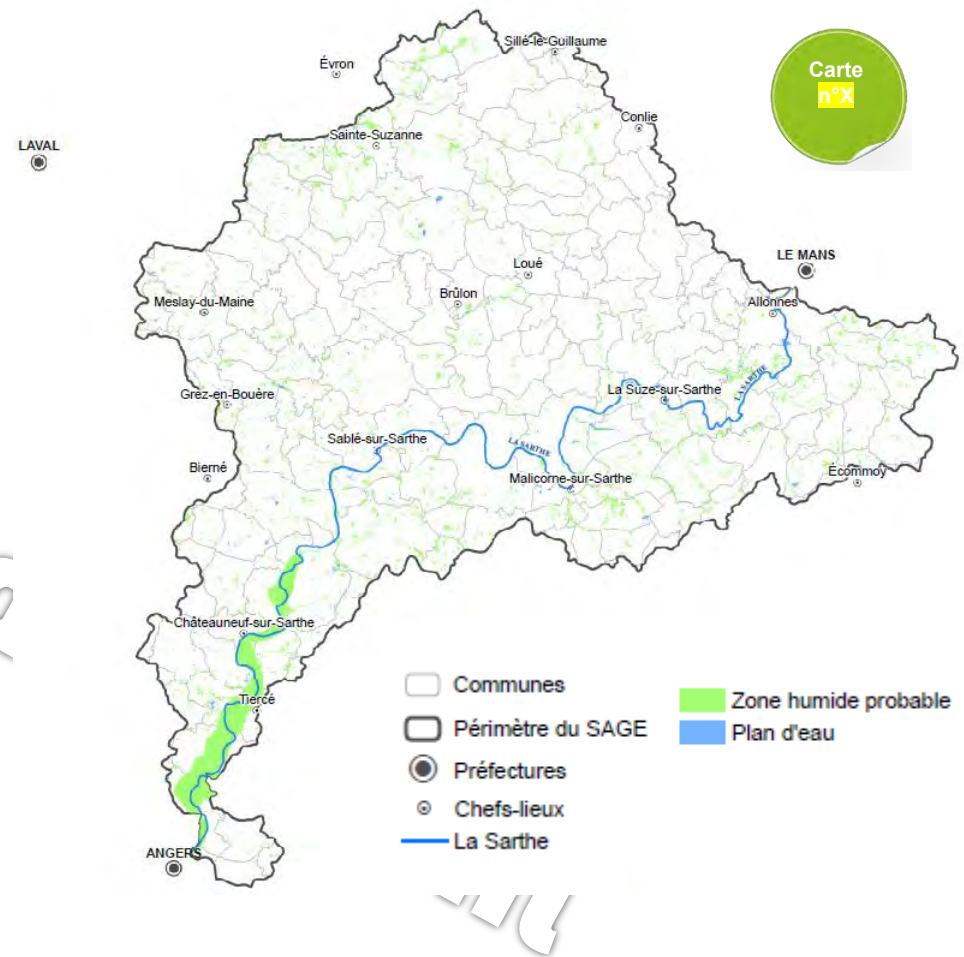 Carte
n°X
Sillé-le-Guillaume
Évron
Conlie
Sainte-Suzanne
LAVAL
LE MANS
Loué
Brûlon
Meslay-du-Maine
Allonnes
LA SARTHE
La Suze-sur-Sarthe
Grez-en-Bouère
Sablé-sur-Sarthe
LA SARTHE
Bierné
Malicorne-sur-Sarthe
Écommoy
Châteauneuf-sur-Sarthe
Tiercé
ANGERS
Communes
Périmètre du SAGE
Préfectures
Chefs-lieux
La Sarthe
Zone humide probable
Plan d'eau